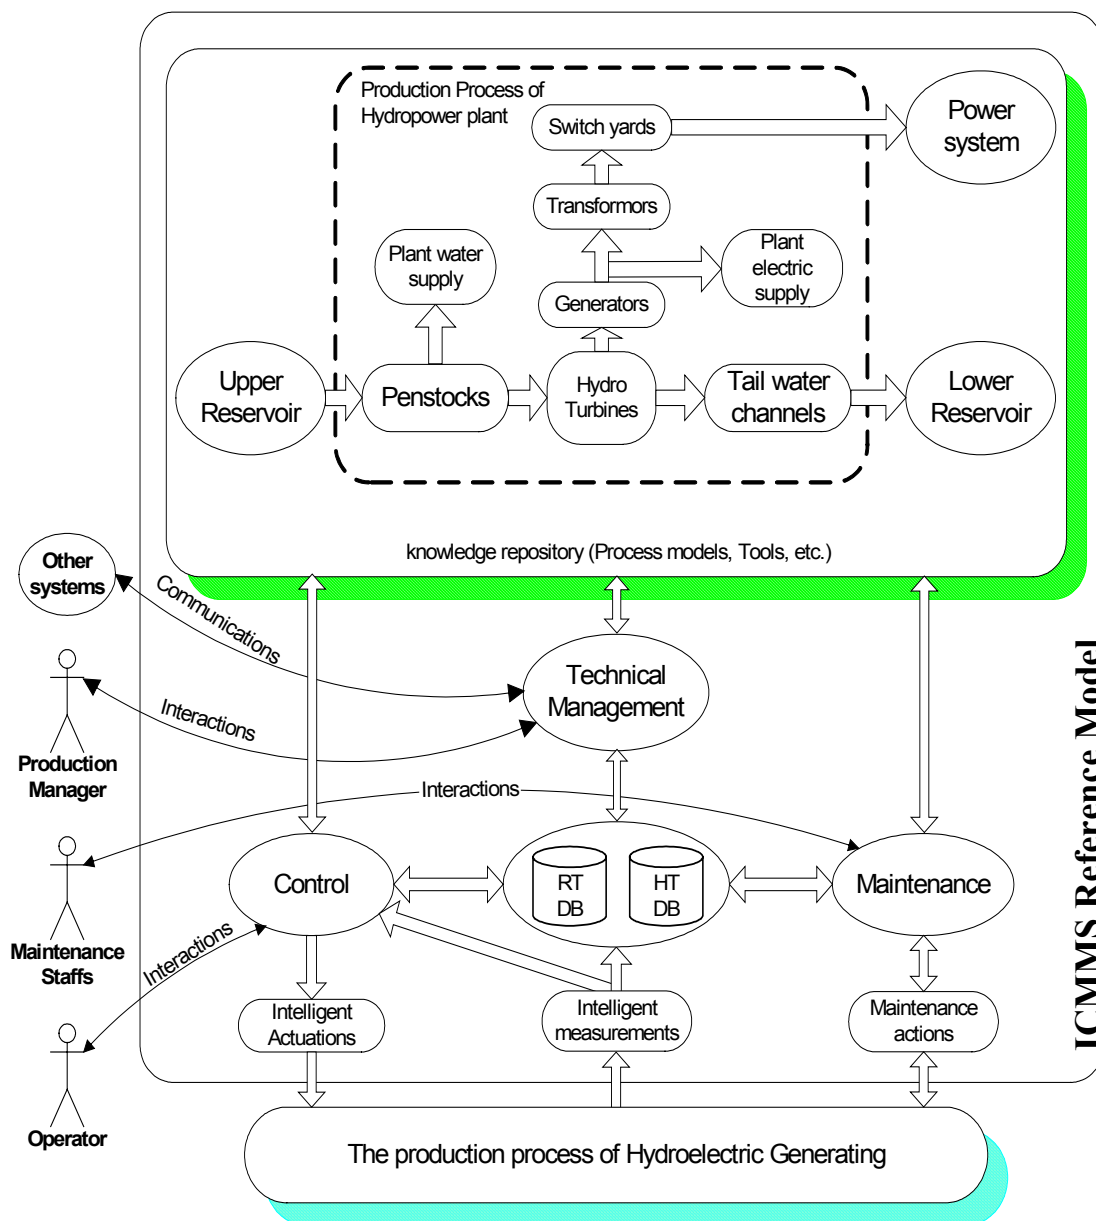 Production Process of
Hydropower plant
Switch yards
Power
system
Transformors
Plant water
supply
Plant
electric
supply
Generators
Upper
Reservoir
Penstocks
Hydro
Turbines
Tail water
channels
Lower
Reservoir
knowledge repository (Process models, Tools, etc.)
Other
systems
Communications
Technical
Management
Interactions
Production
Manager
Interactions
ICMMS Reference Model
Control
RT
DB
HT
DB
Maintenance
Maintenance
Staffs
Interactions
Intelligent
Actuations
Intelligent
measurements
Maintenance
actions
Operator
The production process of Hydroelectric Generating